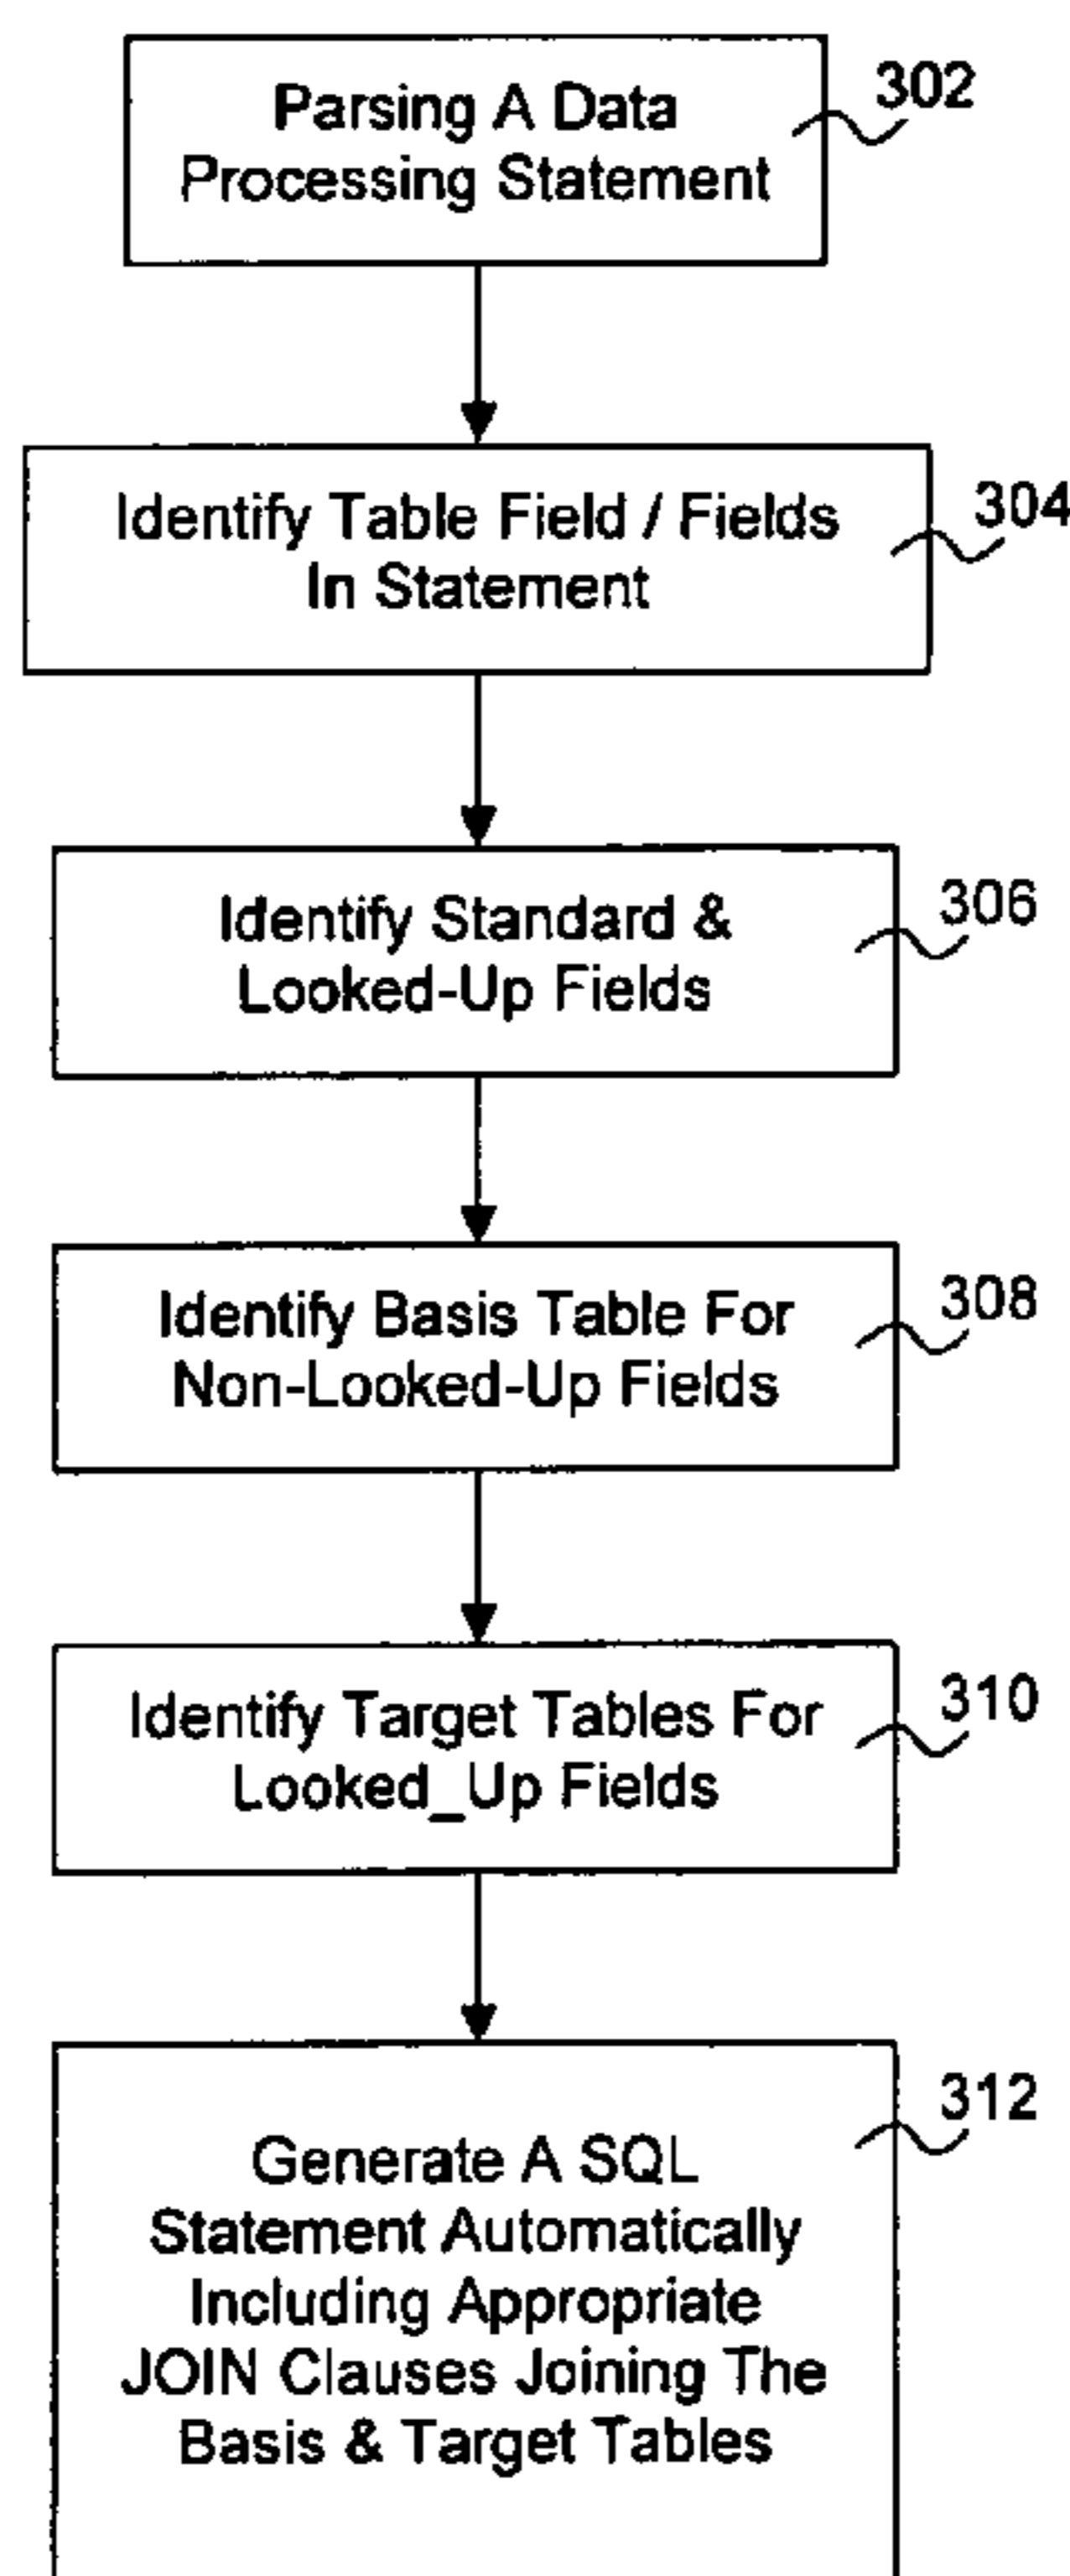 Parsing A Data
Processing Statement
302
Identify Table Field / Fields
In Statement
304
Identify Standard &
Looked-Up Fields
306
Identify Basis Table For
Non-Looked-Up Fields
308
Identify Target Tables For
Looked_Up Fields
310
Generate A SQL
Statement Automatically
Including Appropriate
JOIN Clauses Joining The
Basis & Target Tables
312